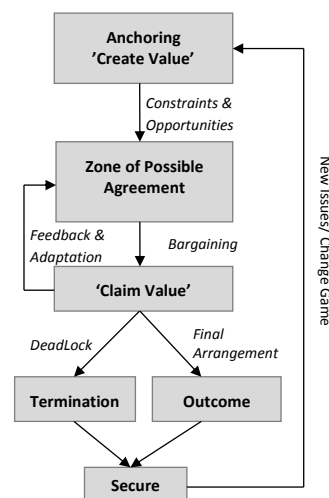 Anchoring
’Create Value’
Constraints &
Opportunities
Zone of Possible
Agreement
Feedback &
Adaptation
Bargaining
‘Claim Value’
DeadLock
Final
Arrangement
Termination
Outcome
Secure
New Issues/ Change Game